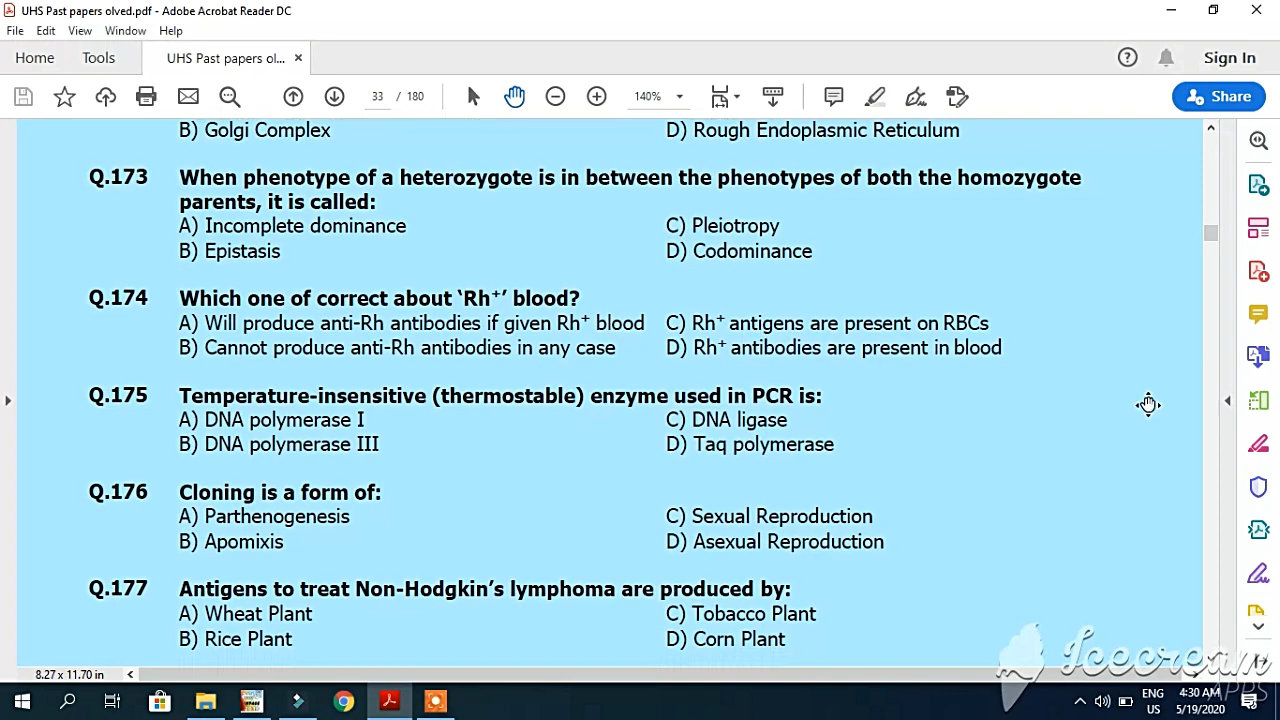 UHS Past papers olved.pdf - Adobe Acrobat Reader DC
File Edit View Window Help
Home Tools UHS Past papers ol... × Sign In
33 / 180 140% Share
B) Golgi Complex D) Rough Endoplasmic Reticulum
Q.173 When phenotype of a heterozygote is in between the phenotypes of both the homozygote
parents, it is called:
A) Incomplete dominance C) Pleiotropy
B) Epistasis D) Codominance
Q.174 Which one of correct about ‘Rh⁺’ blood?
A) Will produce anti-Rh antibodies if given Rh⁺ blood C) Rh⁺ antigens are present on RBCs
B) Cannot produce anti-Rh antibodies in any case D) Rh⁺ antibodies are present in blood
Q.175 Temperature-insensitive (thermostable) enzyme used in PCR is:
A) DNA polymerase I C) DNA ligase
B) DNA polymerase III D) Taq polymerase
Q.176 Cloning is a form of:
A) Parthenogenesis C) Sexual Reproduction
B) Apomixis D) Asexual Reproduction
Q.177 Antigens to treat Non-Hodgkin’s lymphoma are produced by:
A) Wheat Plant C) Tobacco Plant
B) Rice Plant D) Corn Plant
Icecream
APPS
8.27 x 11.70 in
ENG 4:30 AM
US 5/19/2020